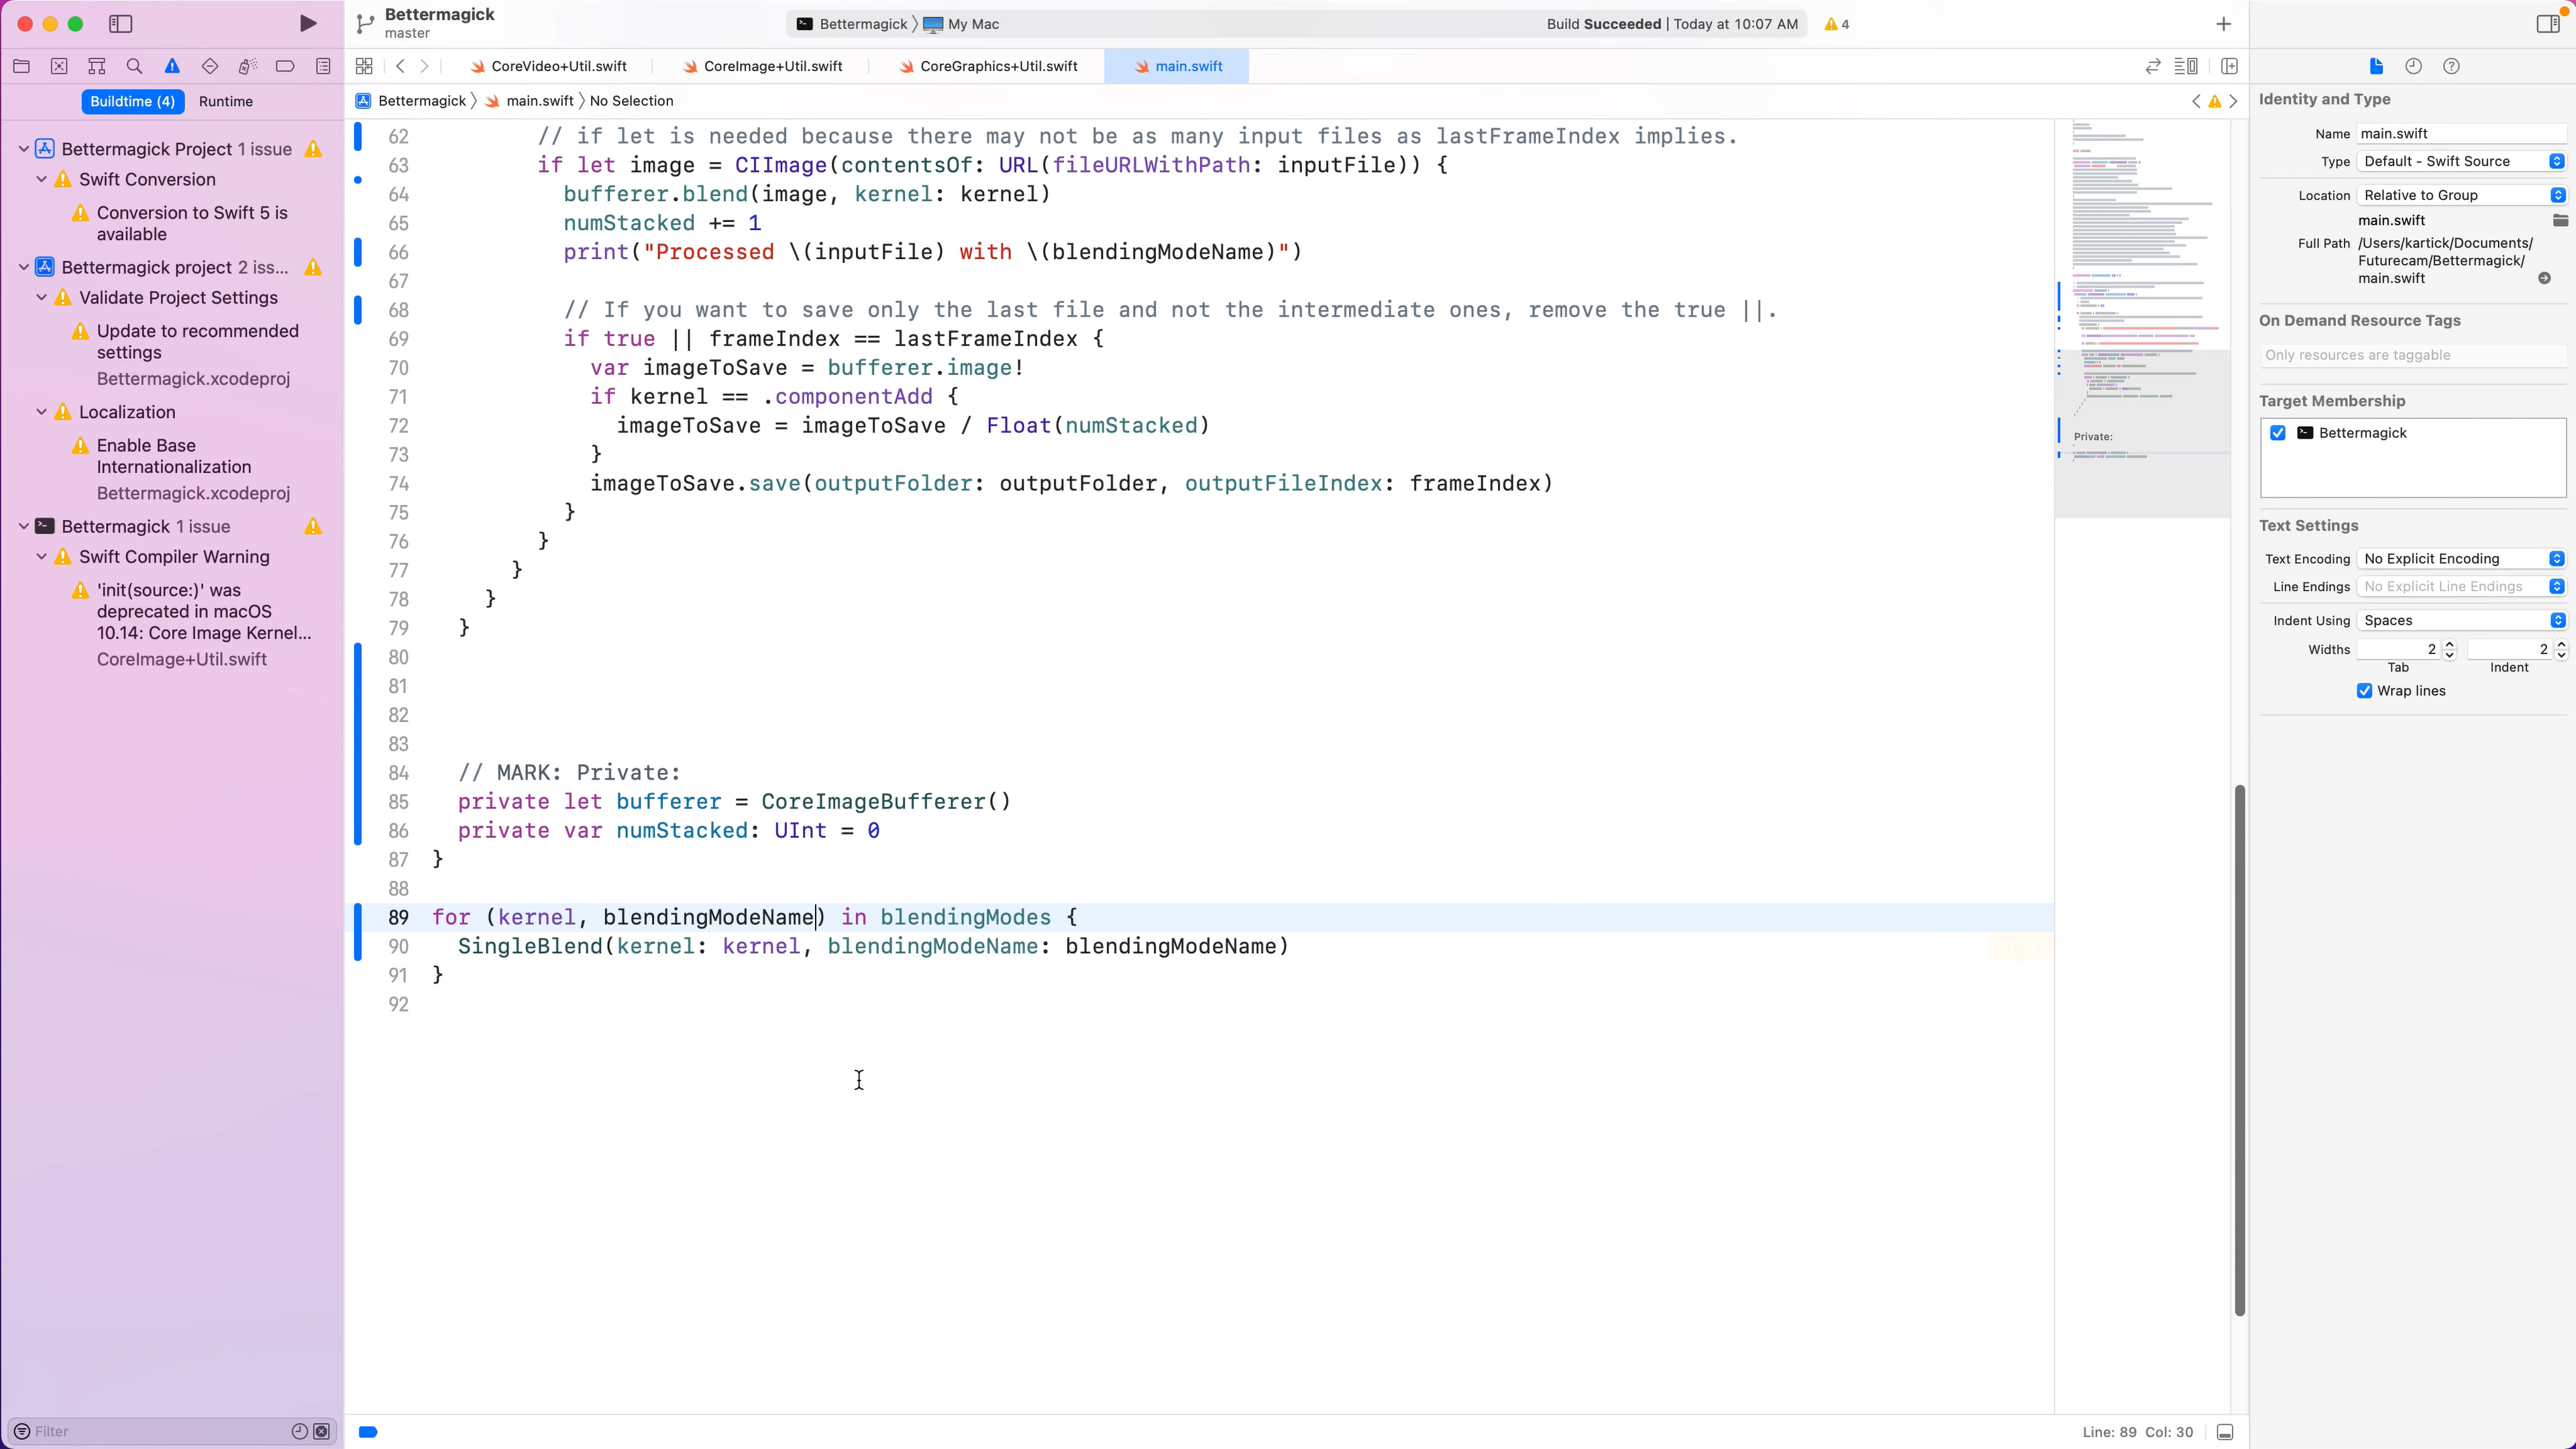 Bettermagick
master
Bettermagick 〉 My Mac
Build Succeeded | Today at 10:07 AM
4
CoreVideo+Util.swift
CoreImage+Util.swift
CoreGraphics+Util.swift
main.swift
Buildtime (4)
Runtime
Bettermagick 〉 main.swift 〉 No Selection
Bettermagick Project 1 issue
Swift Conversion
Conversion to Swift 5 is
available
Bettermagick project 2 iss...
Validate Project Settings
Update to recommended
settings
Bettermagick.xcodeproj
Localization
Enable Base
Internationalization
Bettermagick.xcodeproj
Bettermagick 1 issue
Swift Compiler Warning
'init(source:)' was
deprecated in macOS
10.14: Core Image Kernel...
CoreImage+Util.swift
Filter
62 // if let is needed because there may not be as many input files as lastFrameIndex implies.
63 if let image = CIImage(contentsOf: URL(fileURLWithPath: inputFile)) {
64 bufferer.blend(image, kernel: kernel)
65 numStacked += 1
66 print("Processed \(inputFile) with \(blendingModeName)")
67
68 // If you want to save only the last file and not the intermediate ones, remove the true ||.
69 if true || frameIndex == lastFrameIndex {
70 var imageToSave = bufferer.image!
71 if kernel == .componentAdd {
72 imageToSave = imageToSave / Float(numStacked)
73 }
74 imageToSave.save(outputFolder: outputFolder, outputFileIndex: frameIndex)
75 }
76 }
77 }
78 }
79 }
80
81
82
83
84 // MARK: Private:
85 private let bufferer = CoreImageBufferer()
86 private var numStacked: UInt = 0
87 }
88
89 for (kernel, blendingModeName) in blendingModes {
90 SingleBlend(kernel: kernel, blendingModeName: blendingModeName)
91 }
92
Private:
Line: 89 Col: 30
Identity and Type
Name main.swift
Type Default - Swift Source
Location Relative to Group
main.swift
Full Path /Users/kartick/Documents/
Futurecam/Bettermagick/
main.swift
On Demand Resource Tags
Only resources are taggable
Target Membership
Bettermagick
Text Settings
Text Encoding No Explicit Encoding
Line Endings No Explicit Line Endings
Indent Using Spaces
Widths 2 2
Tab Indent
Wrap lines